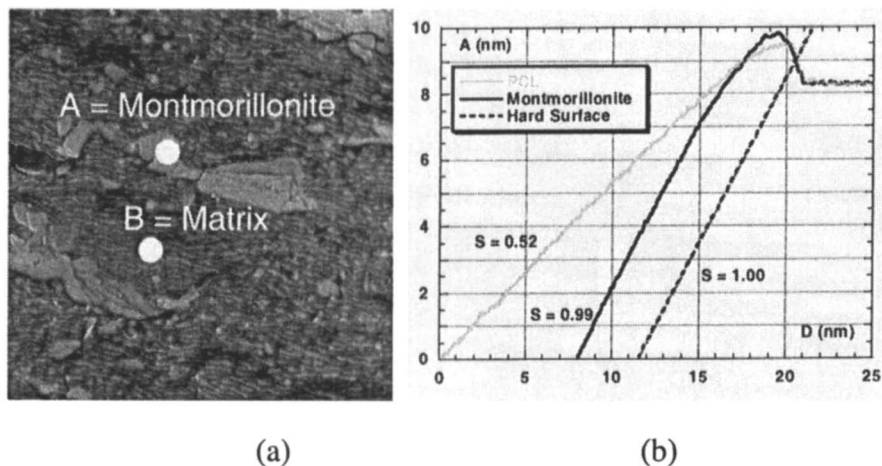 A = Montmorillonite
B = Matrix
A (nm)
PCL
Montmorillonite
Hard Surface
S = 0.52
S = 0.99
S = 1.00
D (nm)
10
8
6
4
2
0
0
5
10
15
20
25
(a)
(b)